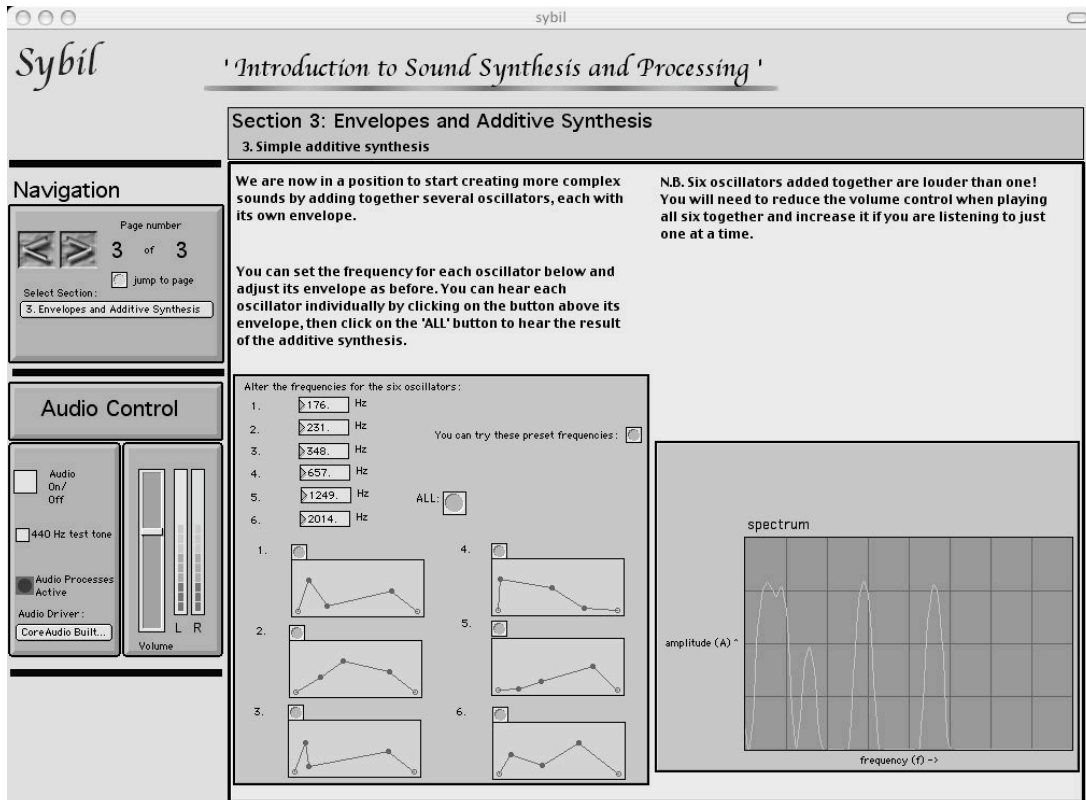 sybil
Sybil
' Introduction to Sound Synthesis and Processing '
Section 3: Envelopes and Additive Synthesis
3. Simple additive synthesis
Navigation
Page number
< > 3 of 3
jump to page
Select Section:
3. Envelopes and Additive Synthesis
Audio Control
Audio
On/
Off
440 Hz test tone
Audio Processes
Active
Audio Driver:
CoreAudio Built...
L R
Volume
We are now in a position to start creating more complex
sounds by adding together several oscillators, each with
its own envelope.
You can set the frequency for each oscillator below and
adjust its envelope as before. You can hear each
oscillator individually by clicking on the button above its
envelope, then click on the 'ALL' button to hear the result
of the additive synthesis.
N.B. Six oscillators added together are louder than one!
You will need to reduce the volume control when playing
all six together and increase it if you are listening to just
one at a time.
Alter the frequencies for the six oscillators:
1. 176. Hz
2. 231. Hz
3. 348. Hz
4. 657. Hz
5. 1249. Hz
6. 2014. Hz
You can try these preset frequencies:
ALL:
1.
2.
3.
4.
5.
6.
spectrum
amplitude (A) ^
frequency (f) ->